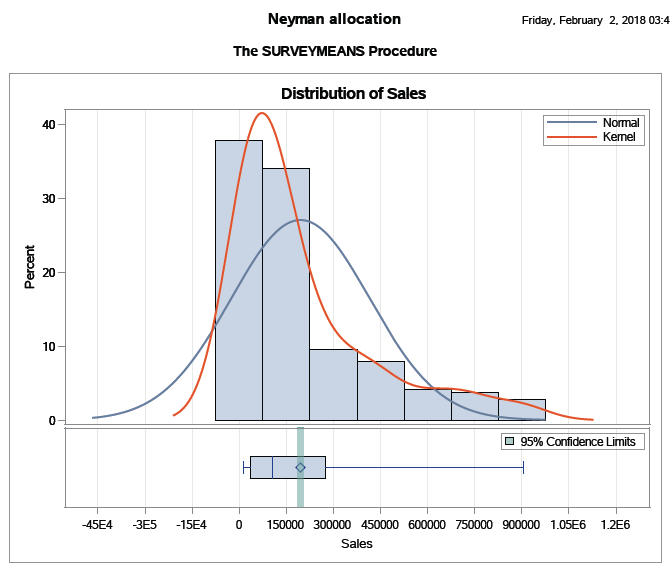 Neyman allocation
Friday, February 2, 2018 03:4
The SURVEYMEANS Procedure
Distribution of Sales
Normal
Kernel
40
30
20
10
0
Percent
95% Confidence Limits
-45E4 -3E5 -15E4 0 150000 300000 450000 600000 750000 900000 1.05E6 1.2E6
Sales